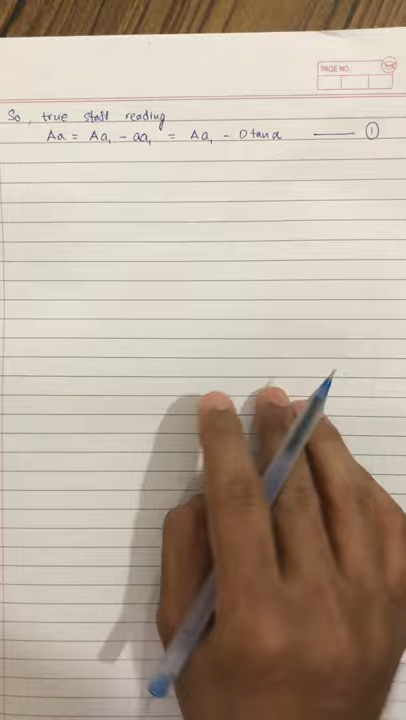 PAGE NO.
So, true staff reading
Aa = Aa₁ - aa₁ = Aa₁ - D tan α —— ①